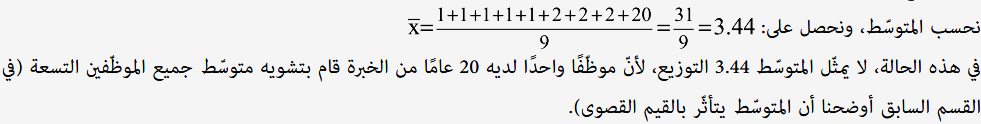 نحسب المتوسّط، ونحصل على: x̅=(1+1+1+1+1+2+2+2+20)/9=31/9=3.44
في هذه الحالة، لا يمثّل المتوسّط 3.44 التوزيع، لأنّ موظّفًا واحدًا لديه 20 عامًا من الخبرة قام بتشويه متوسّط جميع الموظّفين التسعة (في
القسم السابق أوضحنا أن المتوسّط يتأثّر بالقيم القصوى).